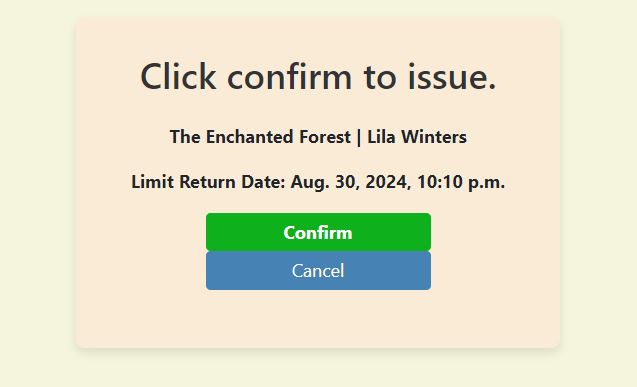 Click confirm to issue.
The Enchanted Forest | Lila Winters
Limit Return Date: Aug. 30, 2024, 10:10 p.m.
Confirm
Cancel